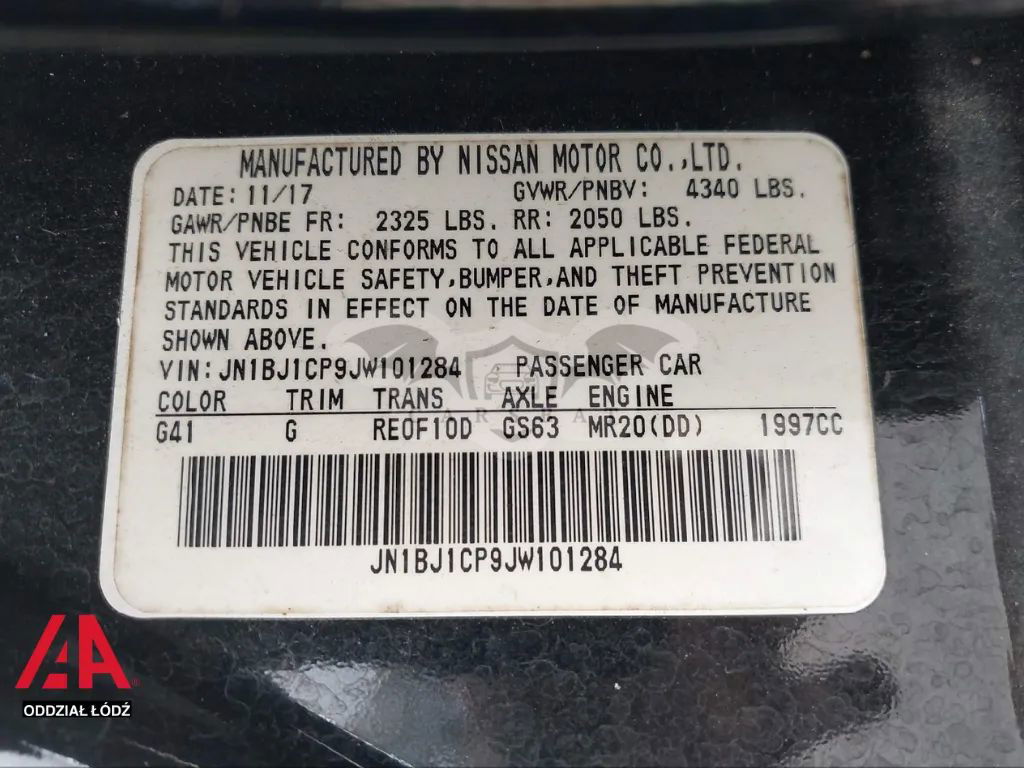 MANUFACTURED BY NISSAN MOTOR CO.,LTD.
DATE: 11/17 GVWR/PNBV: 4340 LBS.
GAWR/PNBE FR: 2325 LBS. RR: 2050 LBS.
THIS VEHICLE CONFORMS TO ALL APPLICABLE FEDERAL
MOTOR VEHICLE SAFETY,BUMPER,AND THEFT PREVENTION
STANDARDS IN EFFECT ON THE DATE OF MANUFACTURE
SHOWN ABOVE.
VIN: JN1BJ1CP9JW101284 PASSENGER CAR
COLOR TRIM TRANS AXLE ENGINE
G41 G RE0F10D GS63 MR20(DD) 1997CC
JN1BJ1CP9JW101284
ODDZIAŁ ŁÓDŹ